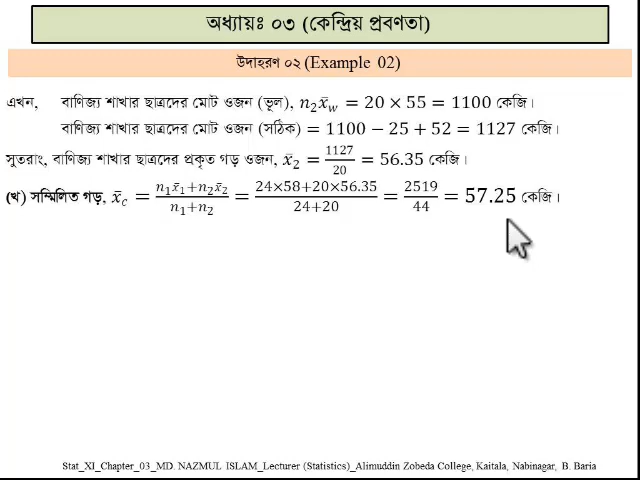 অধ্যায়ঃ ০৩ (কেন্দ্রিয় প্রবণতা)
উদাহরণ ০২ (Example 02)
এখন, বাণিজ্য শাখার ছাত্রদের মোট ওজন (ভূল), n₂x̄_w = 20 × 55 = 1100 কেজি।
বাণিজ্য শাখার ছাত্রদের মোট ওজন (সঠিক) = 1100 − 25 + 52 = 1127 কেজি।
সুতরাং, বাণিজ্য শাখার ছাত্রদের প্রকৃত গড় ওজন, x̄₂ = 1127/20 = 56.35 কেজি।
(খ) সম্মিলিত গড়, x̄_c = (n₁x̄₁+n₂x̄₂)/(n₁+n₂) = (24×58+20×56.35)/(24+20) = 2519/44 = 57.25 কেজি।
Stat_XI_Chapter_03_MD. NAZMUL ISLAM_Lecturer (Statistics)_Alimuddin Zobeda College, Kaitala, Nabinagar, B. Baria